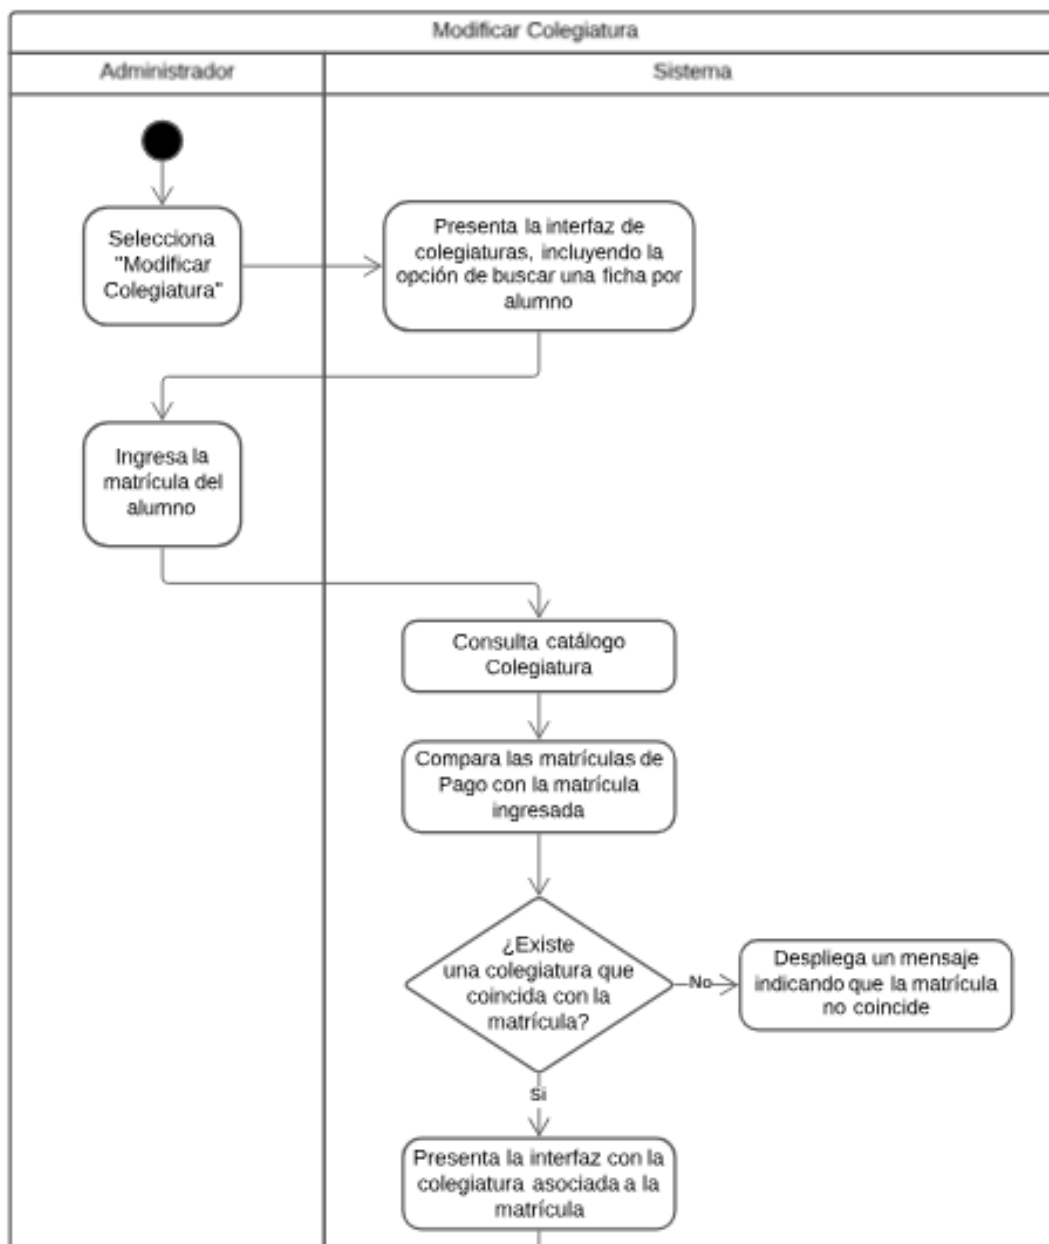 Modificar Colegiatura
Administrador
Sistema
Selecciona
"Modificar
Colegiatura"
Presenta la interfaz de
colegiaturas, incluyendo la
opción de buscar una ficha por
alumno
Ingresa la
matrícula del
alumno
Consulta catálogo
Colegiatura
Compara las matrículas de
Pago con la matrícula
ingresada
¿Existe
una colegiatura que
coincida con la
matrícula?
No
Despliega un mensaje
indicando que la matrícula
no coincide
Si
Presenta la interfaz con la
colegiatura asociada a la
matrícula